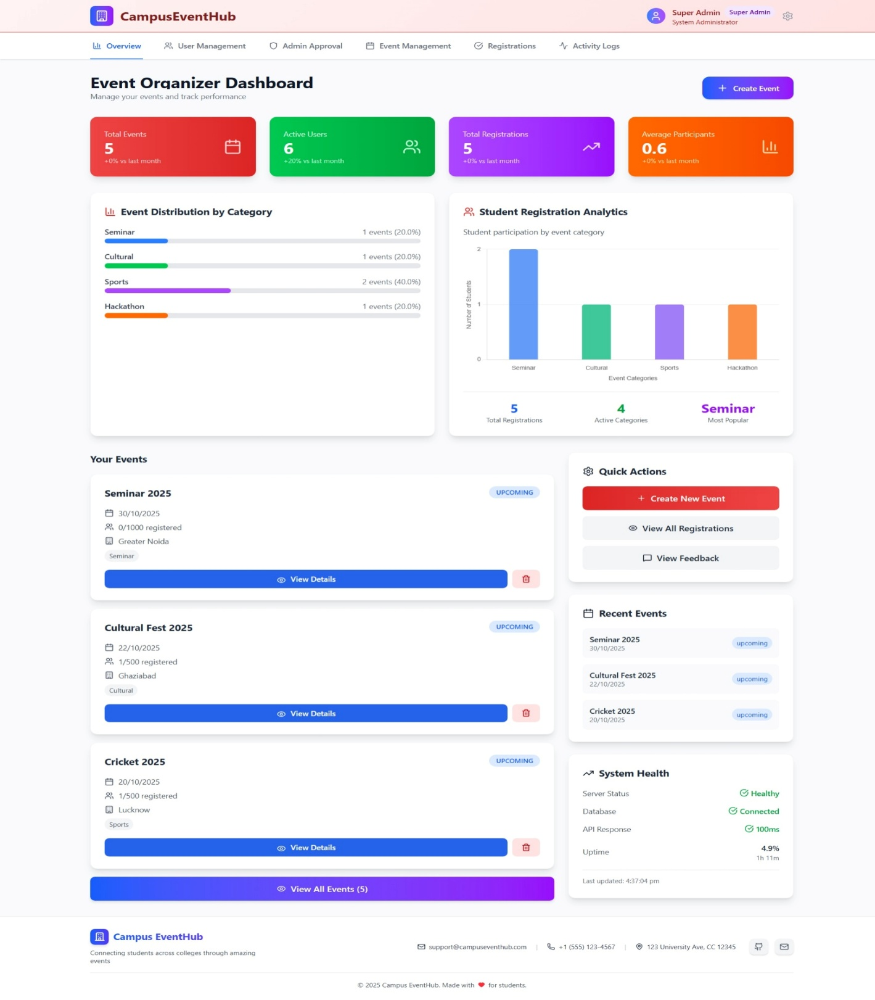 CampusEventHub
Super Admin Super Admin
System Administrator
Overview User Management Admin Approval Event Management Registrations Activity Logs
Event Organizer Dashboard
Manage your events and track performance
Create Event
Total Events
5
+0% vs last month
Active Users
6
+20% vs last month
Total Registrations
5
+0% vs last month
Average Participants
0.6
+0% vs last month
Event Distribution by Category
Seminar 1 events (20.0%)
Cultural 1 events (20.0%)
Sports 2 events (40.0%)
Hackathon 1 events (20.0%)
Student Registration Analytics
Student participation by event category
Number of Students
2
1
0
Seminar Cultural Sports Hackathon
Event Categories
5
Total Registrations
4
Active Categories
Seminar
Most Popular
Your Events
Seminar 2025 UPCOMING
30/10/2025
0/1000 registered
Greater Noida
Seminar
View Details
Cultural Fest 2025 UPCOMING
22/10/2025
1/500 registered
Ghaziabad
Cultural
View Details
Cricket 2025 UPCOMING
20/10/2025
1/500 registered
Lucknow
Sports
View Details
View All Events (5)
Quick Actions
Create New Event
View All Registrations
View Feedback
Recent Events
Seminar 2025
30/10/2025
upcoming
Cultural Fest 2025
22/10/2025
upcoming
Cricket 2025
20/10/2025
upcoming
System Health
Server Status Healthy
Database Connected
API Response 100ms
Uptime 4.9%
1h 11m
Last updated: 4:37:04 pm
Campus EventHub
Connecting students across colleges through amazing
events
support@campuseventhub.com | +1 (555) 123-4567 | 123 University Ave, CC 12345
© 2025 Campus EventHub. Made with ❤ for students.